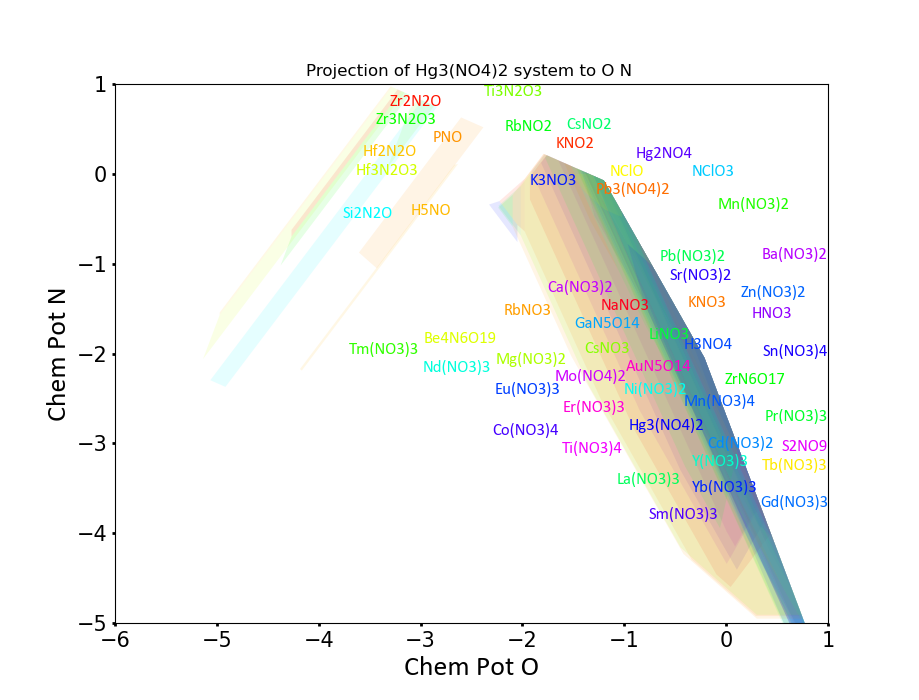 Projection of Hg3(NO4)2 system to O N
Ti3N2O3
Zr2N2O
Zr3N2O3
PNO
RbNO2
CsNO2
KNO2
Hf2N2O
Hf3N2O3
Hg2NO4
NClO
NClO3
K3NO3
Rb3(NO4)2
Si2N2O
H5NO
Mn(NO3)2
Pb(NO3)2
Ba(NO3)2
Sr(NO3)2
Ca(NO3)2
Zn(NO3)2
NaNO3
KNO3
RbNO3
HNO3
GaN5O14
LiNO3
Be4N6O19
Tm(NO3)3
CsNO3
H3NO4
Sn(NO3)4
Mg(NO3)2
Nd(NO3)3
AuN5O14
Mo(NO4)2
ZrN6O17
Eu(NO3)3
Ni(NO3)2
Mn(NO3)4
Er(NO3)3
Pr(NO3)3
Co(NO3)4
Hg3(NO4)2
Ti(NO3)4
Cd(NO3)2
S2NO9
Y(NO3)3
Tb(NO3)3
La(NO3)3
Yb(NO3)3
Gd(NO3)3
Sm(NO3)3
1
0
−1
−2
−3
−4
−5
Chem Pot N
−6 −5 −4 −3 −2 −1 0 1
Chem Pot O